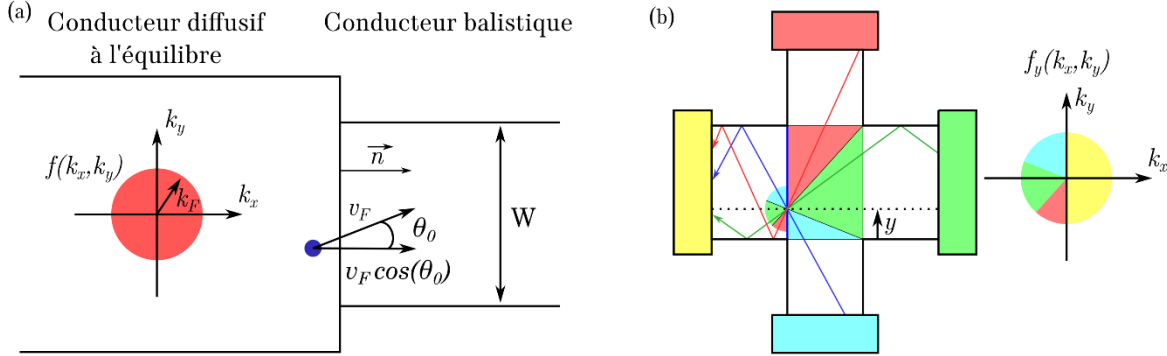 (a)
Conducteur diffusif
à l'équilibre
Conducteur balistique
k_y
f(k_x,k_y)
k_F
k_x
n
v_F
θ_0
v_F cos(θ_0)
W
(b)
y
f_y(k_x,k_y)
k_y
k_x